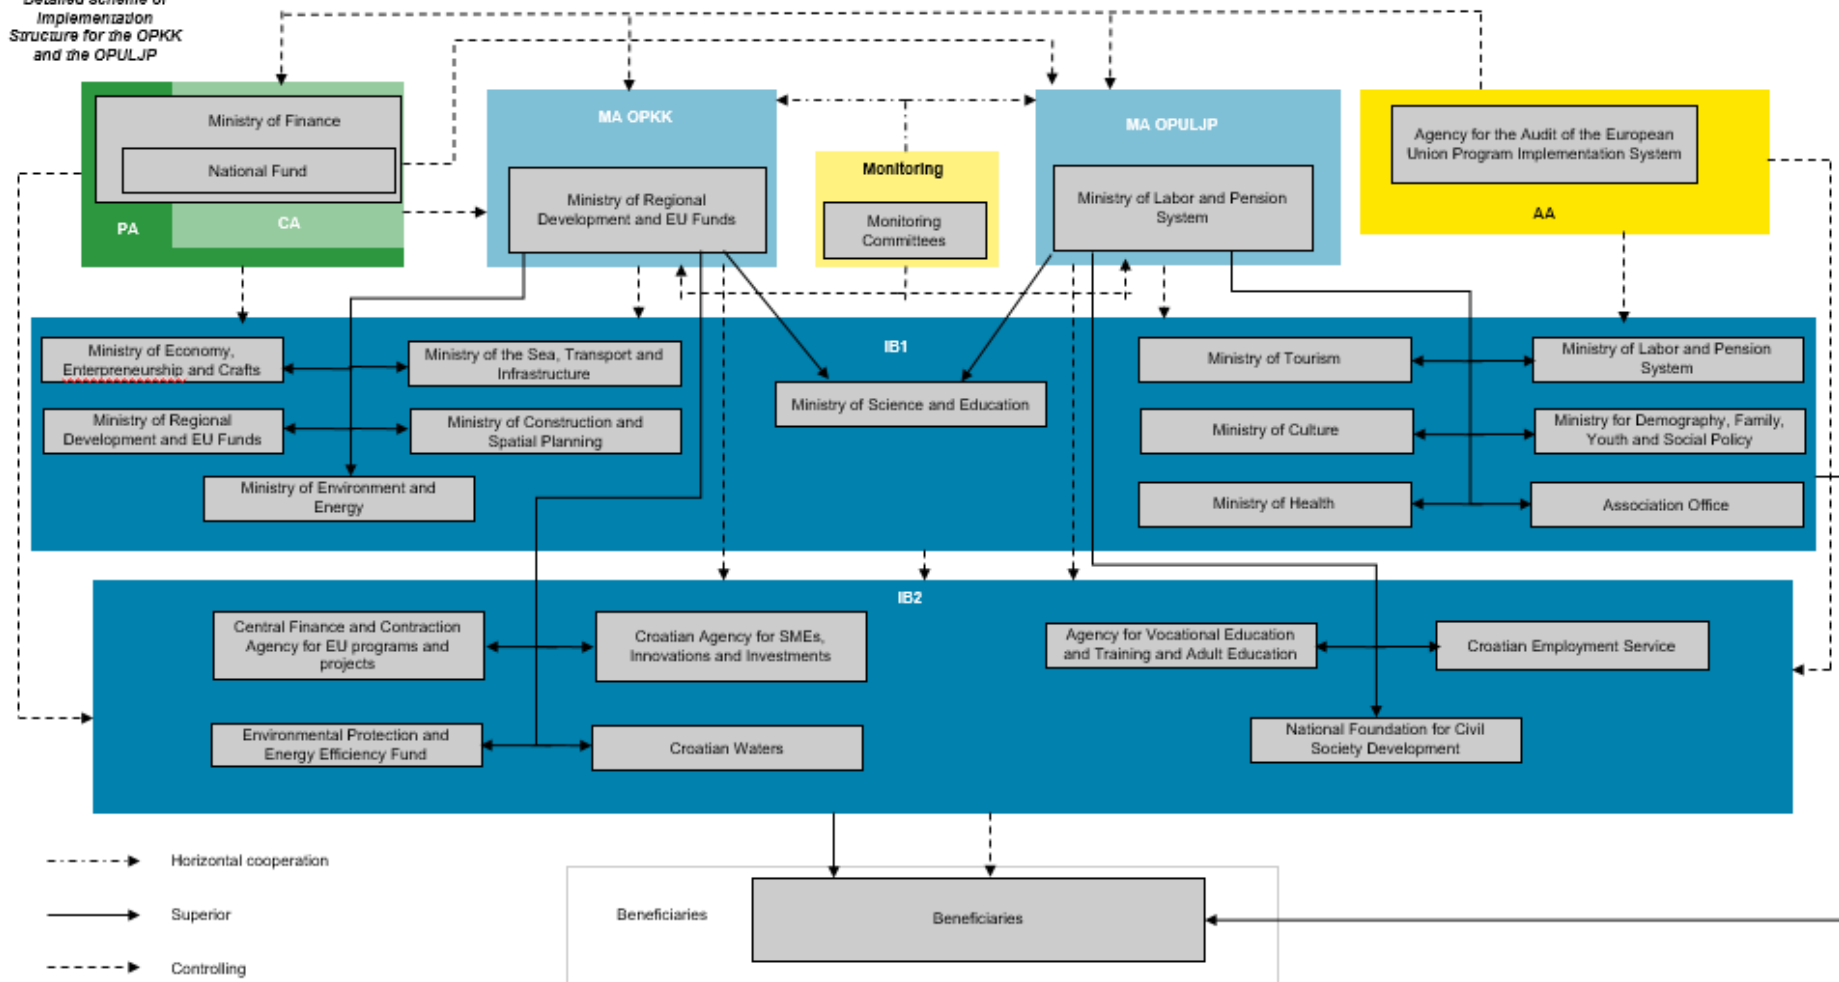 Detailed scheme of
Implementation
Structure for the OPKK
and the OPULJP
Ministry of Finance
National Fund
PA
CA
MA OPKK
Ministry of Regional
Development and EU Funds
Monitoring
Monitoring
Committees
MA OPULJP
Ministry of Labor and Pension
System
Agency for the Audit of the European
Union Program Implementation System
AA
IB1
Ministry of Economy,
Enterpreneurship and Crafts
Ministry of the Sea, Transport and
Infrastructure
Ministry of Regional
Development and EU Funds
Ministry of Construction and
Spatial Planning
Ministry of Environment and
Energy
Ministry of Science and Education
Ministry of Tourism
Ministry of Labor and Pension
System
Ministry of Culture
Ministry for Demography, Family,
Youth and Social Policy
Ministry of Health
Association Office
IB2
Central Finance and Contraction
Agency for EU programs and
projects
Croatian Agency for SMEs,
Innovations and Investments
Agency for Vocational Education
and Training and Adult Education
Croatian Employment Service
Environmental Protection and
Energy Efficiency Fund
Croatian Waters
National Foundation for Civil
Society Development
Horizontal cooperation
Superior
Controlling
Beneficiaries
Beneficiaries